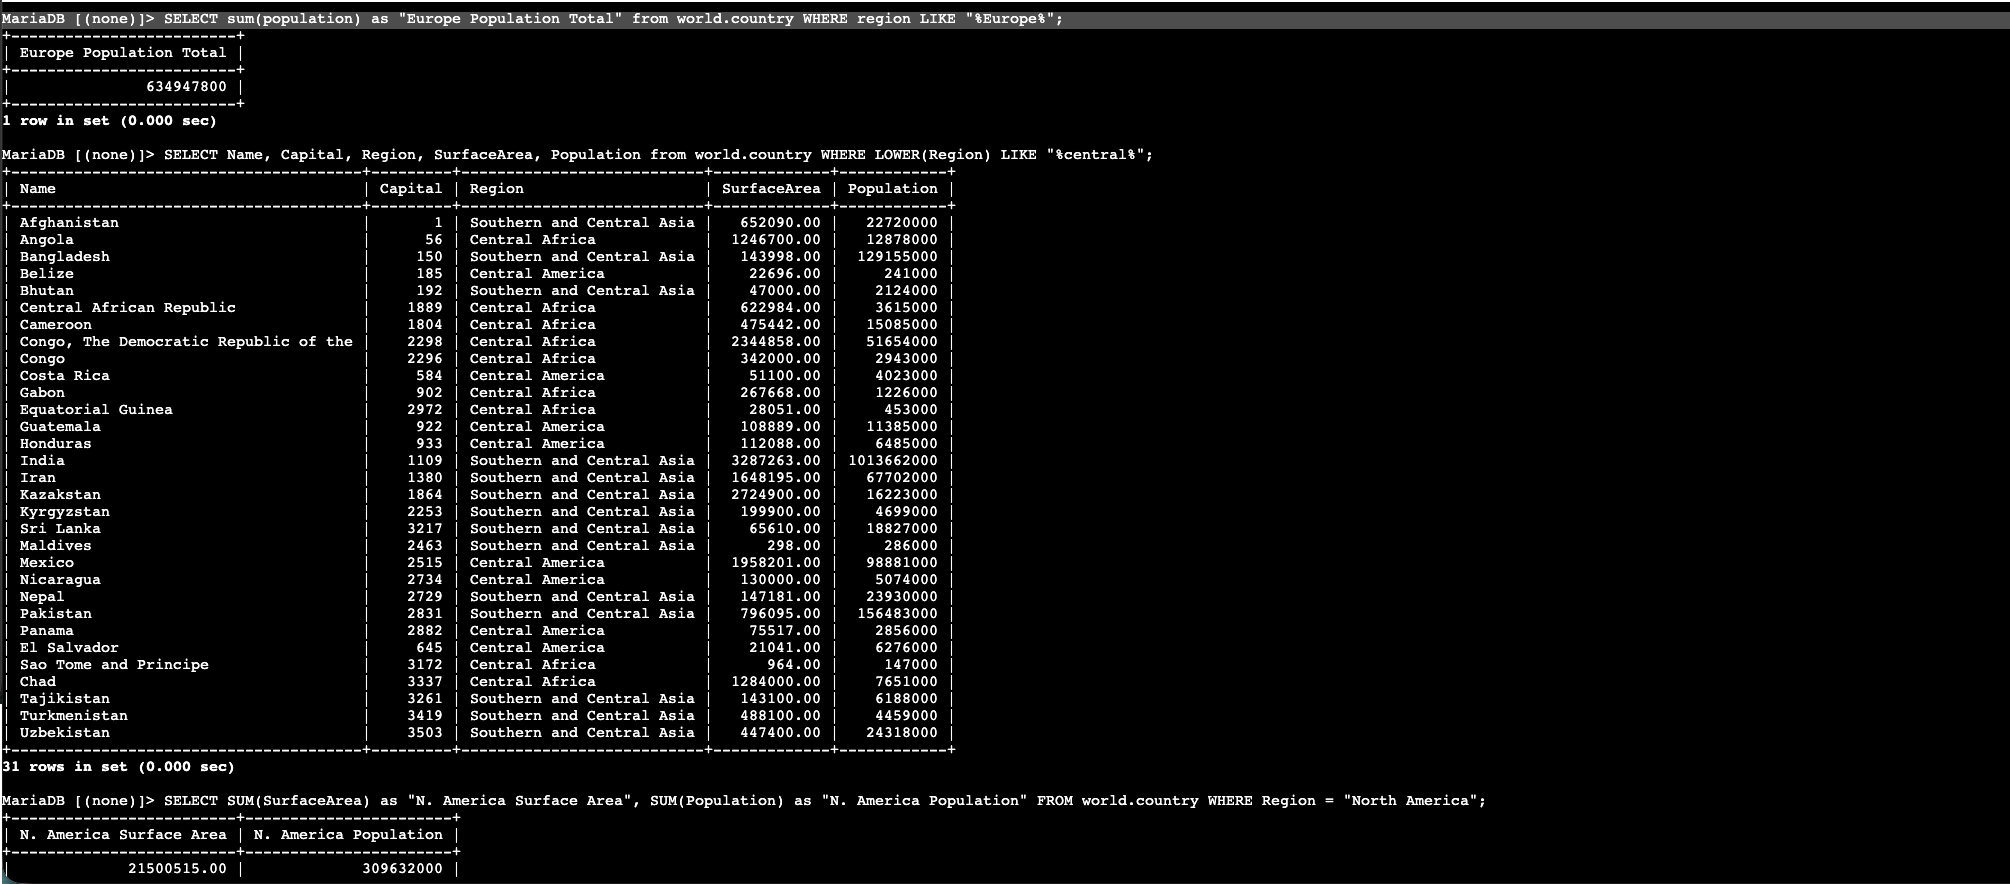 MariaDB [(none)]> SELECT sum(population) as "Europe Population Total" from world.country WHERE region LIKE "%Europe%";
+-------------------------+
| Europe Population Total |
+-------------------------+
|               634947800 |
+-------------------------+
1 row in set (0.000 sec)

MariaDB [(none)]> SELECT Name, Capital, Region, SurfaceArea, Population from world.country WHERE LOWER(Region) LIKE "%central%";
+---------------------------------------+---------+---------------------------+-------------+------------+
| Name                                  | Capital | Region                    | SurfaceArea | Population |
+---------------------------------------+---------+---------------------------+-------------+------------+
| Afghanistan                           |       1 | Southern and Central Asia |   652090.00 |   22720000 |
| Angola                                |      56 | Central Africa            |  1246700.00 |   12878000 |
| Bangladesh                            |     150 | Southern and Central Asia |   143998.00 |  129155000 |
| Belize                                |     185 | Central America           |    22696.00 |     241000 |
| Bhutan                                |     192 | Southern and Central Asia |    47000.00 |    2124000 |
| Central African Republic              |    1889 | Central Africa            |   622984.00 |    3615000 |
| Cameroon                              |    1804 | Central Africa            |   475442.00 |   15085000 |
| Congo, The Democratic Republic of the |    2298 | Central Africa            |  2344858.00 |   51654000 |
| Congo                                 |    2296 | Central Africa            |   342000.00 |    2943000 |
| Costa Rica                            |     584 | Central America           |    51100.00 |    4023000 |
| Gabon                                 |     902 | Central Africa            |   267668.00 |    1226000 |
| Equatorial Guinea                     |    2972 | Central Africa            |    28051.00 |     453000 |
| Guatemala                             |     922 | Central America           |   108889.00 |   11385000 |
| Honduras                              |     933 | Central America           |   112088.00 |    6485000 |
| India                                 |    1109 | Southern and Central Asia |  3287263.00 | 1013662000 |
| Iran                                  |    1380 | Southern and Central Asia |  1648195.00 |   67702000 |
| Kazakstan                             |    1864 | Southern and Central Asia |  2724900.00 |   16223000 |
| Kyrgyzstan                            |    2253 | Southern and Central Asia |   199900.00 |    4699000 |
| Sri Lanka                             |    3217 | Southern and Central Asia |    65610.00 |   18827000 |
| Maldives                              |    2463 | Southern and Central Asia |      298.00 |     286000 |
| Mexico                                |    2515 | Central America           |  1958201.00 |   98881000 |
| Nicaragua                             |    2734 | Central America           |   130000.00 |    5074000 |
| Nepal                                 |    2729 | Southern and Central Asia |   147181.00 |   23930000 |
| Pakistan                              |    2831 | Southern and Central Asia |   796095.00 |  156483000 |
| Panama                                |    2882 | Central America           |    75517.00 |    2856000 |
| El Salvador                           |     645 | Central America           |    21041.00 |    6276000 |
| Sao Tome and Principe                 |    3172 | Central Africa            |      964.00 |     147000 |
| Chad                                  |    3337 | Central Africa            |  1284000.00 |    7651000 |
| Tajikistan                            |    3261 | Southern and Central Asia |   143100.00 |    6188000 |
| Turkmenistan                          |    3419 | Southern and Central Asia |   488100.00 |    4459000 |
| Uzbekistan                            |    3503 | Southern and Central Asia |   447400.00 |   24318000 |
+---------------------------------------+---------+---------------------------+-------------+------------+
31 rows in set (0.000 sec)

MariaDB [(none)]> SELECT SUM(SurfaceArea) as "N. America Surface Area", SUM(Population) as "N. America Population" FROM world.country WHERE Region = "North America";
+-------------------------+-----------------------+
| N. America Surface Area | N. America Population |
+-------------------------+-----------------------+
|             21500515.00 |             309632000 |